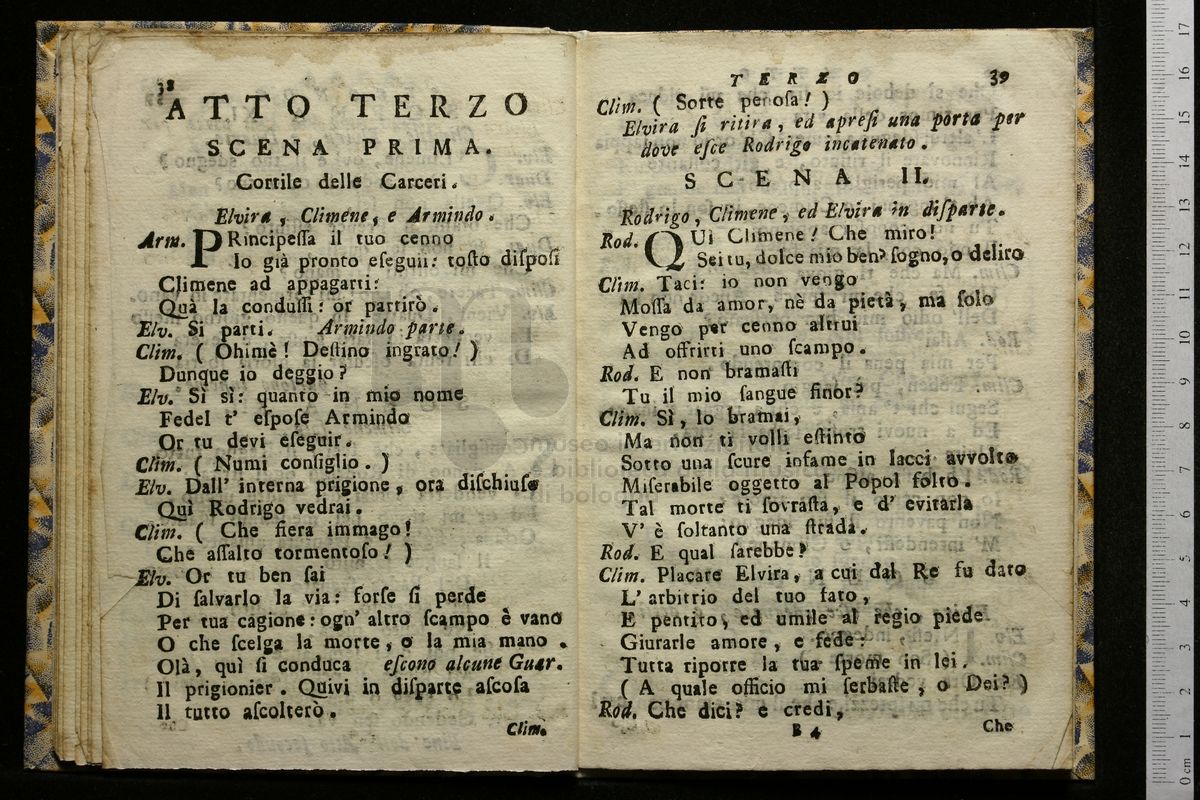 38
ATTO TERZO
SCENA PRIMA.
Cortile delle Carceri.
Elvira, Climene, e Armindo.
Arm. PRincipeſſa il tuo cenno
Io già pronto eſeguii: toſto diſpoſi
Climene ad appagarti:
Quà la conduſſi: or partirò.
Elv. Si parti. Armindo parte.
Clim. ( Ohimè! Deſtino ingrato! )
Dunque io deggio?
Elv. Sì sì: quanto in mio nome
Fedel t' eſpoſe Armindo
Or tu devi eſeguir.
Clim. ( Numi conſiglio. )
Elv. Dall' interna prigione, ora diſchiuſo
Quì Rodrigo vedrai.
Clim. ( Che fiera immago!
Che aſſalto tormentoſo! )
Elv. Or tu ben ſai
Di ſalvarlo la via: forſe ſi perde
Per tua cagione: ogn' altro ſcampo è vano
O che ſcelga la morte, o la mia mano.
Olà, quì ſi conduca eſcono alcune Guar.
Il prigionier. Quivi in diſparte aſcoſa
Il tutto aſcolterò.
Clim.
TERZO 39
Clim. ( Sorte penoſa! )
Elvira ſi ritira, ed apreſi una porta per
dove eſce Rodrigo incatenato.
SCENA II.
Rodrigo, Climene, ed Elvira in diſparte.
Rod. QUì Climene! Che miro!
Sei tu, dolce mio ben? ſogno, o deliro
Clim. Taci: io non vengo
Moſſa da amor, nè da pietà, ma ſolo
Vengo per cenno altrui
Ad offrirti uno ſcampo.
Rod. E non bramaſti
Tu il mio ſangue finor?
Clim. Sì, lo bramai,
Ma non ti volli eſtinto
Sotto una ſcure infame in lacci avvolto
Miſerabile oggetto al Popol folto.
Tal morte ti ſovraſta, e d' evitarla
V' è ſoltanto una ſtrada.
Rod. E qual ſarebbe?
Clim. Placare Elvira, a cui dal Re fu dato
L' arbitrio del tuo fato,
E pentito, ed umile al regio piede
Giurarle amore, e fede:
Tutta riporre la tua ſpeme in lei.
( A quale officio mi ſerbaſte, o Dei? )
Rod. Che dici? e credi,
B 4 Che